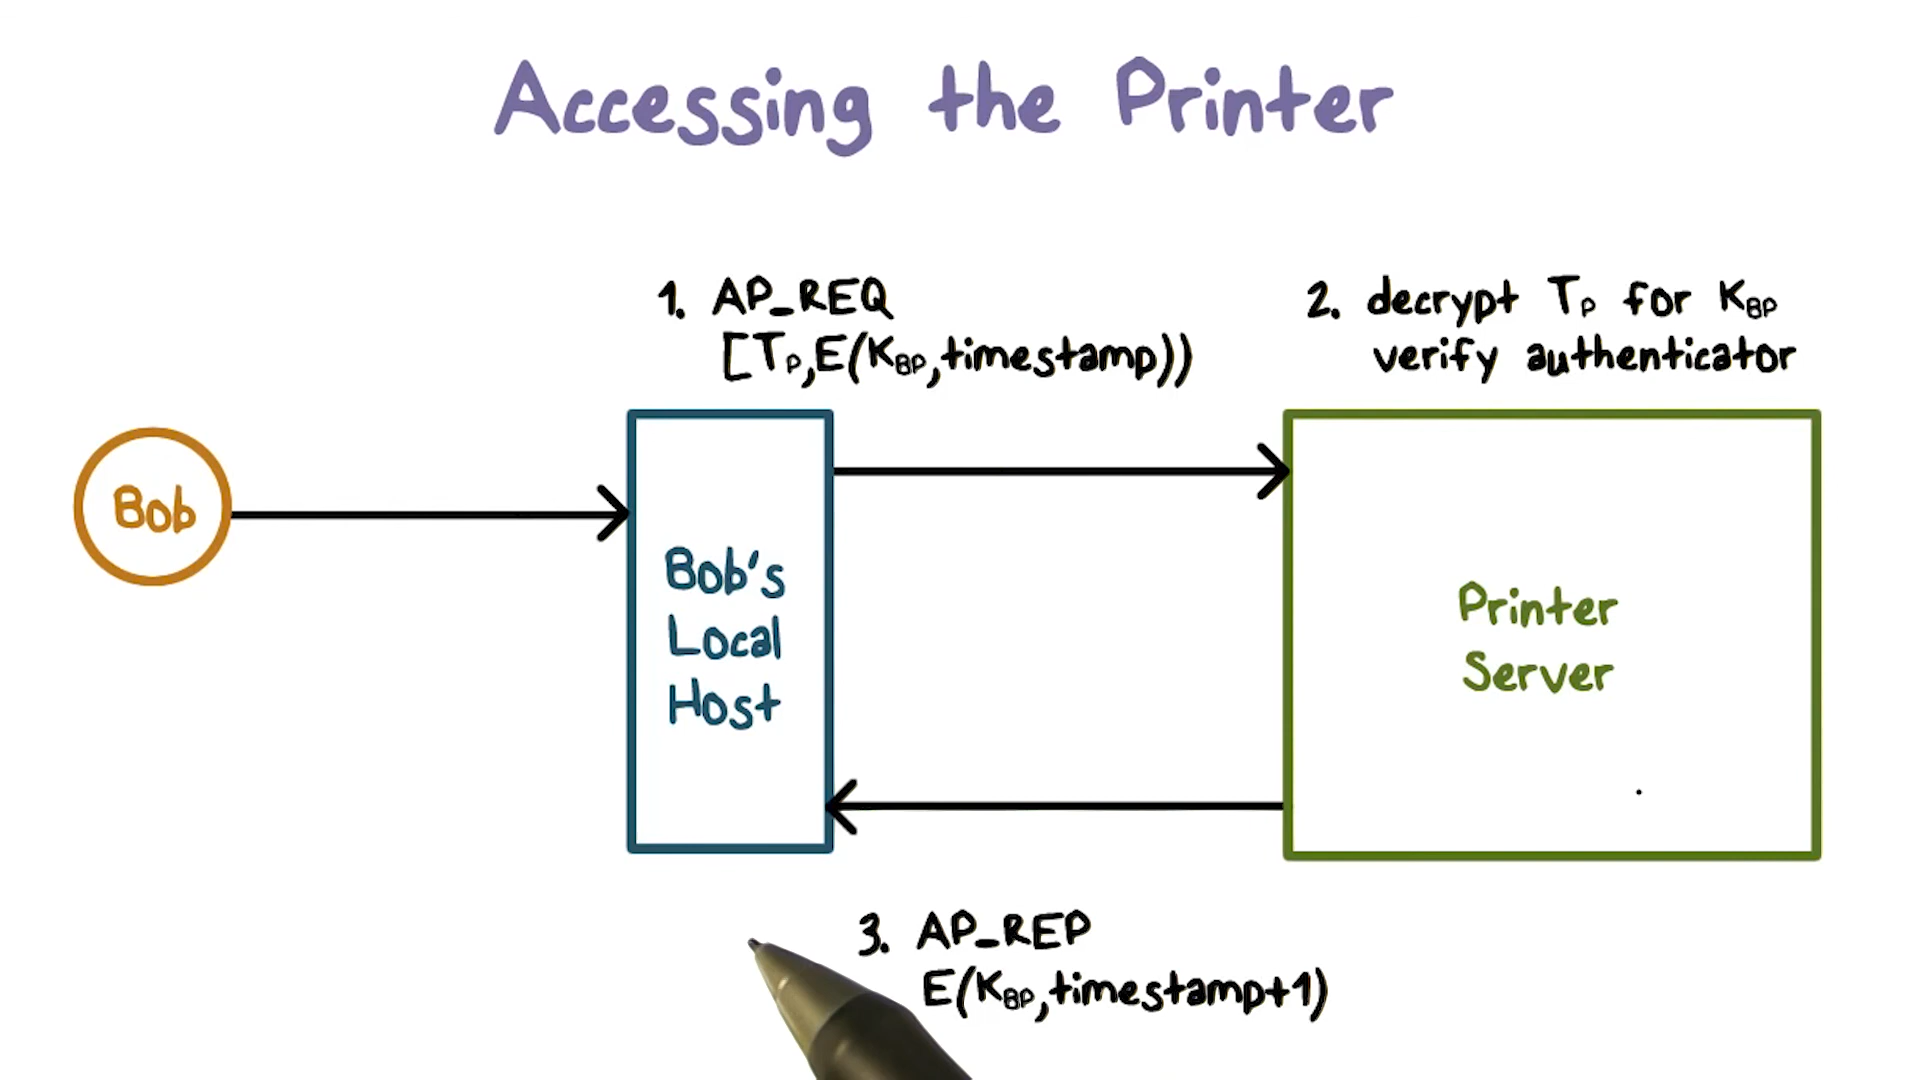 Accessing the Printer
1. AP_REQ
[Tp,E(KBP,timestamp))
2. decrypt Tp for KBP
verify authenticator
Bob
Bob's
Local
Host
Printer
Server
3. AP_REP
E(KBP,timestamp+1)